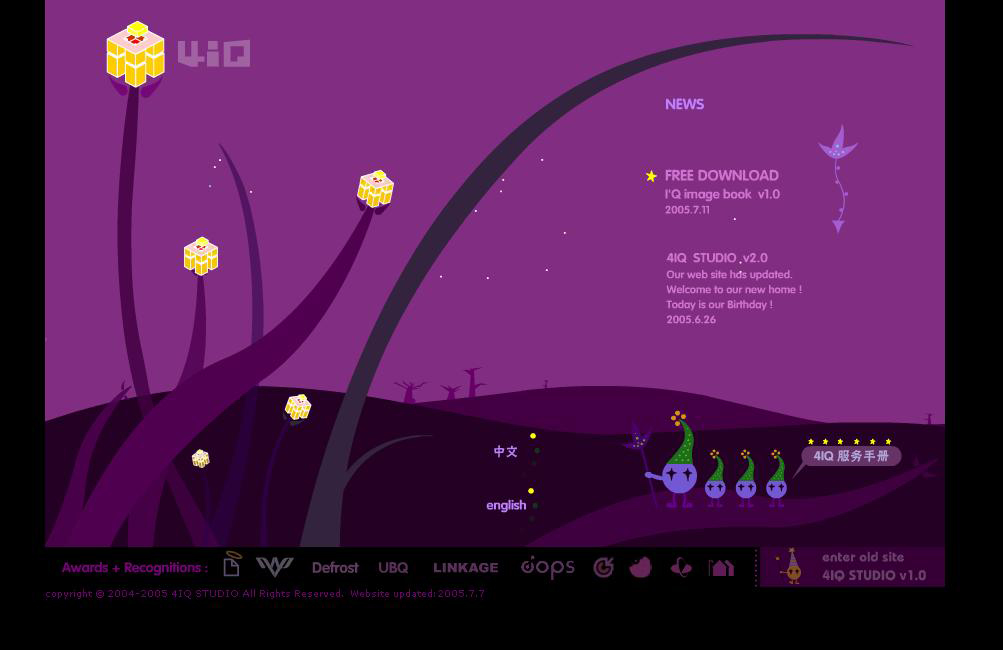 4iQ
NEWS
FREE DOWNLOAD
I'Q image book v1.0
2005.7.11
4IQ STUDIO v2.0
Our web site has updated.
Welcome to our new home !
Today is our Birthday !
2005.6.26
中文
4IQ 服务手册
english
Awards + Recognitions :
Defrost
UBQ
LINKAGE
oops
enter old site
4IQ STUDIO v1.0
copyright © 2004-2005 4IQ STUDIO All Rights Reserved. Website updated:2005.7.7